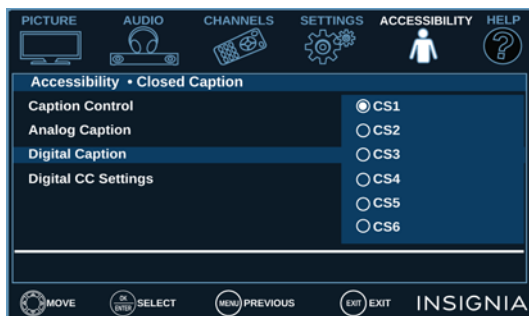 PICTURE AUDIO CHANNELS SETTINGS ACCESSIBILITY HELP
?
Accessibility • Closed Caption
Caption Control CS1
Analog Caption CS2
Digital Caption CS3
Digital CC Settings CS4
CS5
CS6
MOVE OK ENTER SELECT MENU PREVIOUS EXIT EXIT INSIGNIA